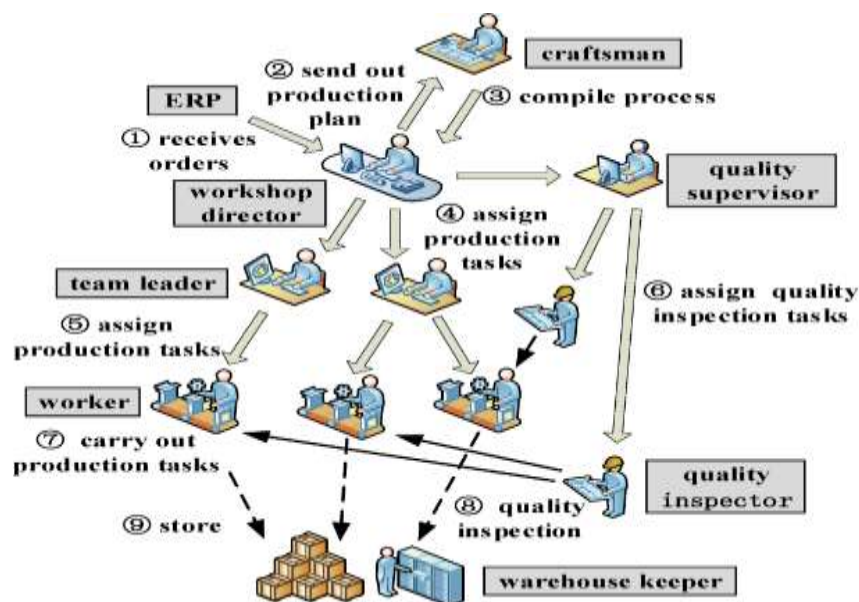 craftsman
② send out
production
plan
③ compile process
ERP
① receives
orders
quality
supervisor
workshop
director
④ assign
production
tasks
team leader
⑥ assign quality
inspection tasks
⑤ assign
production tasks
worker
⑦ carry out
production tasks
quality
inspector
⑧ quality
inspection
⑨ store
warehouse keeper